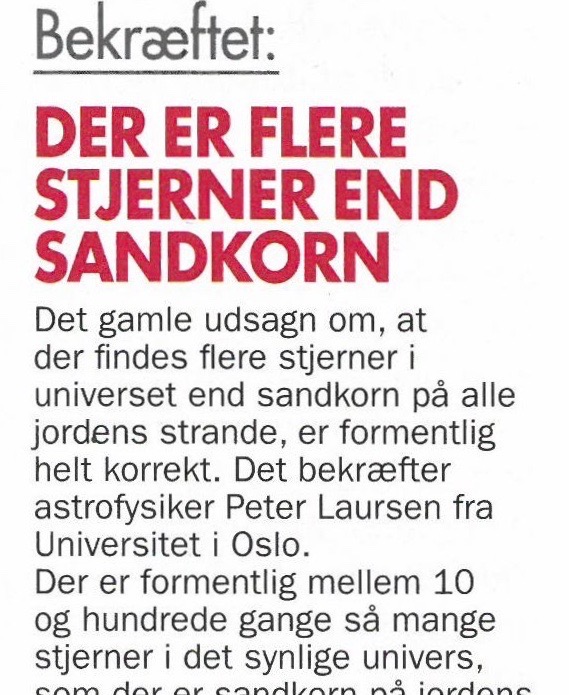 Bekræftet:
DER ER FLERE
STJERNER END
SANDKORN
Det gamle udsagn om, at
der findes flere stjerner i
universet end sandkorn på alle
jordens strande, er formentlig
helt korrekt. Det bekræfter
astrofysiker Peter Laursen fra
Universitet i Oslo.
Der er formentlig mellem 10
og hundrede gange så mange
stjerner i det synlige univers,
som der er sandkorn på jordens